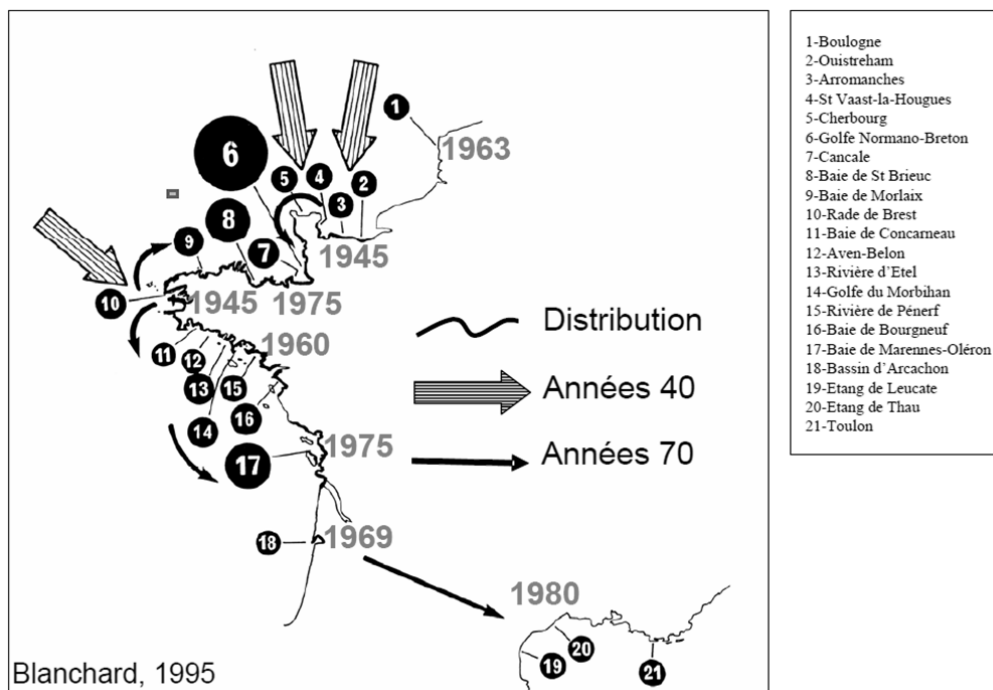 1
1963
6
5
4
2
3
8
7
9
1945
10
1945
1975
Distribution
11
12
1960
13
15
Années 40
14
16
17
1975
Années 70
18
1969
1980
20
19
21
Blanchard, 1995
1-Boulogne
2-Ouistreham
3-Arromanches
4-St Vaast-la-Hougues
5-Cherbourg
6-Golfe Normano-Breton
7-Cancale
8-Baie de St Brieuc
9-Baie de Morlaix
10-Rade de Brest
11-Baie de Concarneau
12-Aven-Belon
13-Rivière d'Etel
14-Golfe du Morbihan
15-Rivière de Pénerf
16-Baie de Bourgneuf
17-Baie de Marennes-Oléron
18-Bassin d'Arcachon
19-Etang de Leucate
20-Etang de Thau
21-Toulon